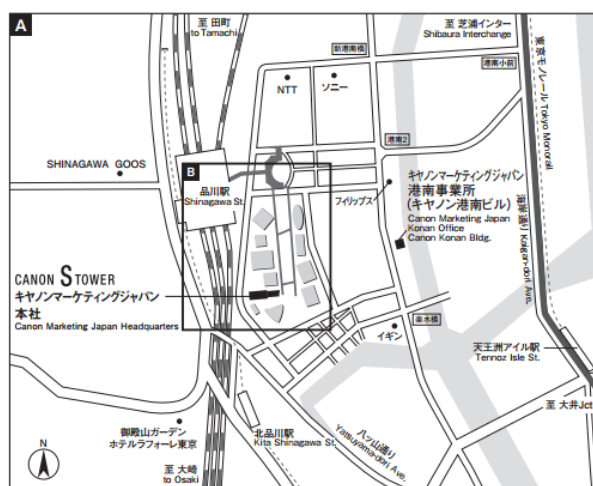 A
至 田町
to Tamachi
至 芝浦インター
Shibaura Interchange
新港南橋
港南小前
東京モノレール Tokyo Monorail
NTT
ソニー
港南2
SHINAGAWA GOOS
B
品川駅
Shinagawa St.
フィリップス
キヤノンマーケティングジャパン
港南事業所
(キヤノン港南ビル)
Canon Marketing Japan
Konan Office
Canon Konan Bldg.
海岸通り Kaigan-dori Ave.
CANON S TOWER
キヤノンマーケティングジャパン
本社
Canon Marketing Japan Headquarters
楽水橋
イギン
天王洲アイル駅
Tennoz Isle St.
至 大井Jct
御殿山ガーデン
ホテルラフォーレ東京
北品川駅
Kita Shinagawa St.
八ッ山通り
Yatsuyama-dori Ave.
N
至 大崎
to Osaki